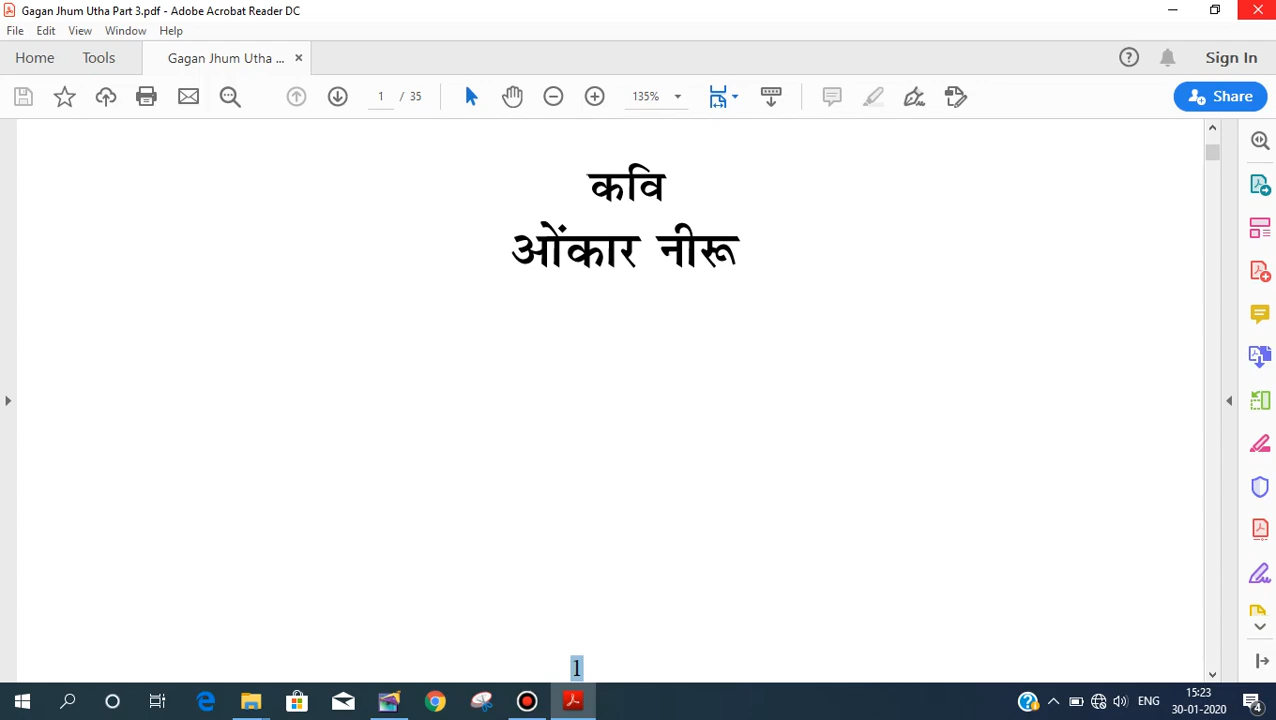 Gagan Jhum Utha Part 3.pdf - Adobe Acrobat Reader DC
File Edit View Window Help
Home Tools Gagan Jhum Utha ... Sign In
1 / 35 135% Share
कवि
ओंकार नीरू
1
ENG 15:23
30-01-2020 4